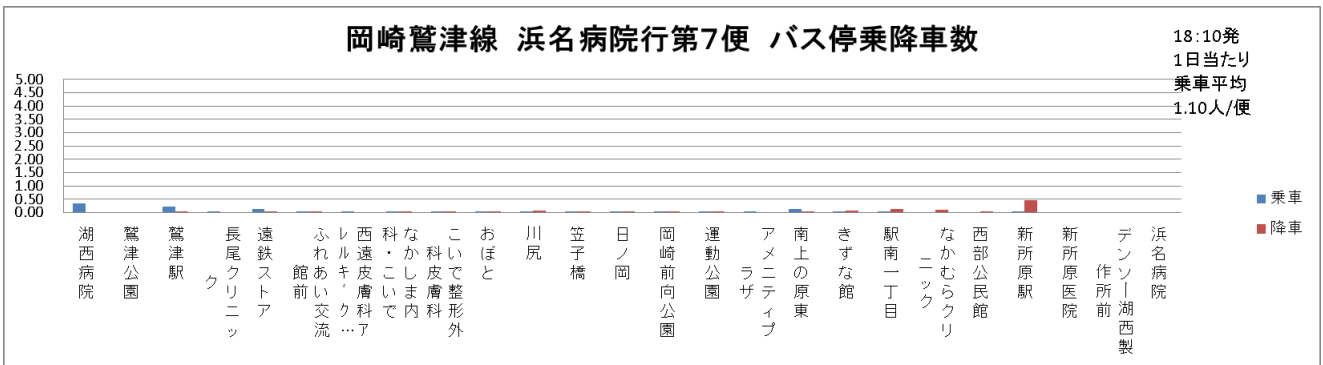 岡崎鷲津線 浜名病院行第7便 バス停乗降車数
18:10発
1日当たり
乗車平均
1.10人/便
5.00
4.50
4.00
3.50
3.00
2.50
2.00
1.50
1.00
0.50
0.00
湖西病院
鷲津公園
鷲津駅
長尾クリニッ
ク
遠鉄ストア
ふれあい交流
館前
西遠皮膚科ア
レルギーク…
なかしま内
科・こいで
こいで整形外
科皮膚科
おぼと
川尻
笠子橋
日ノ岡
岡崎前向公園
運動公園
アメニティプ
ラザ
南上の原東
きずな館
駅南一丁目
なかむらクリ
ニック
西部公民館
新所原駅
新所原医院
デンソー湖西製
作所前
浜名病院
乗車
降車